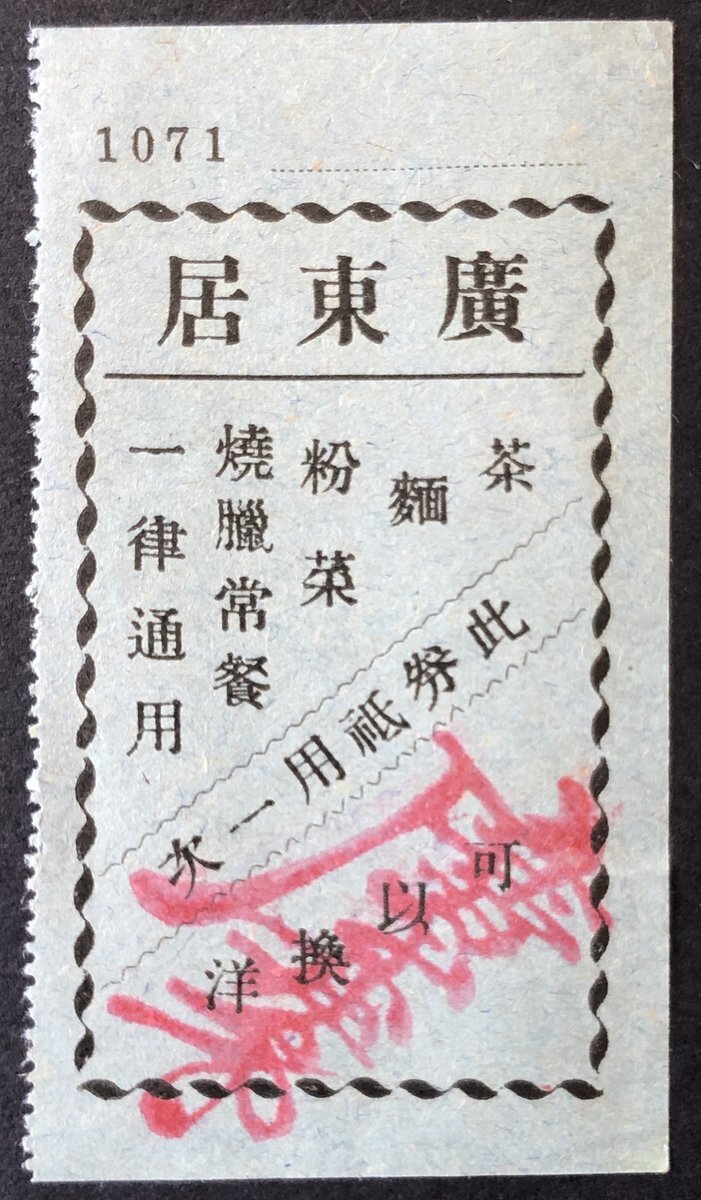 1071
廣東居
茶
麵
粉菜
燒臘常餐
一律通用
此券祇用一次
可以換洋